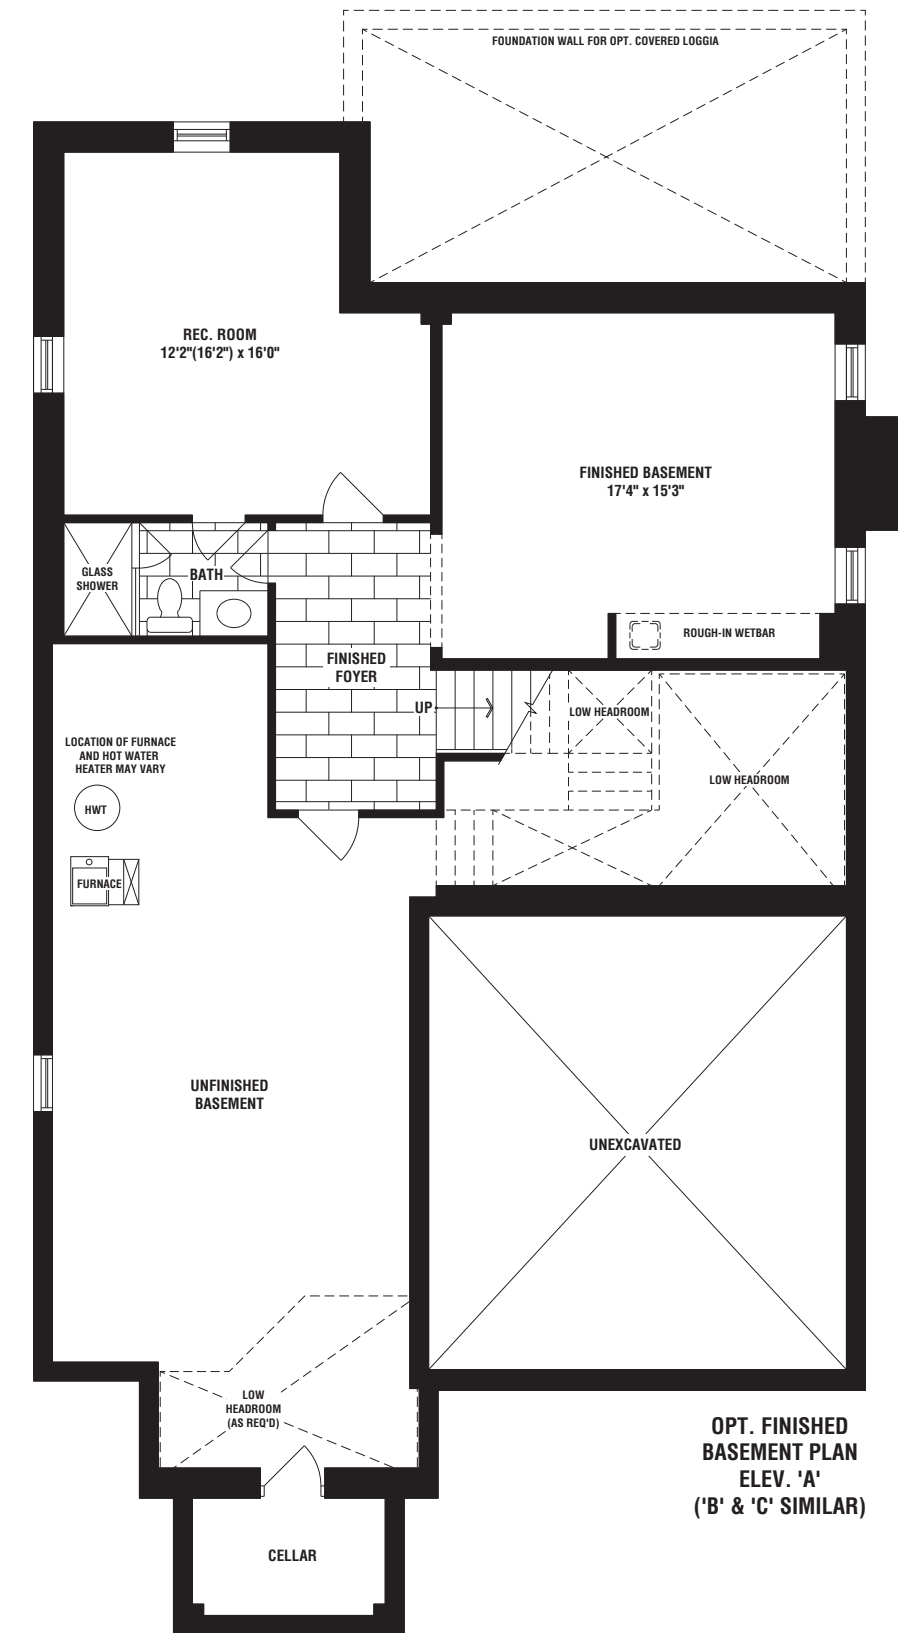 FOUNDATION WALL FOR OPT. COVERED LOGGIA
REC. ROOM
12'2"(16'2") x 16'0"
FINISHED BASEMENT
17'4" x 15'3"
GLASS
SHOWER
BATH
ROUGH-IN WETBAR
FINISHED
FOYER
UP
LOW HEADROOM
LOW HEADROOM
LOCATION OF FURNACE
AND HOT WATER
HEATER MAY VARY
HWT
FURNACE
UNFINISHED
BASEMENT
UNEXCAVATED
LOW
HEADROOM
(AS REQ'D)
OPT. FINISHED
BASEMENT PLAN
ELEV. 'A'
('B' & 'C' SIMILAR)
CELLAR